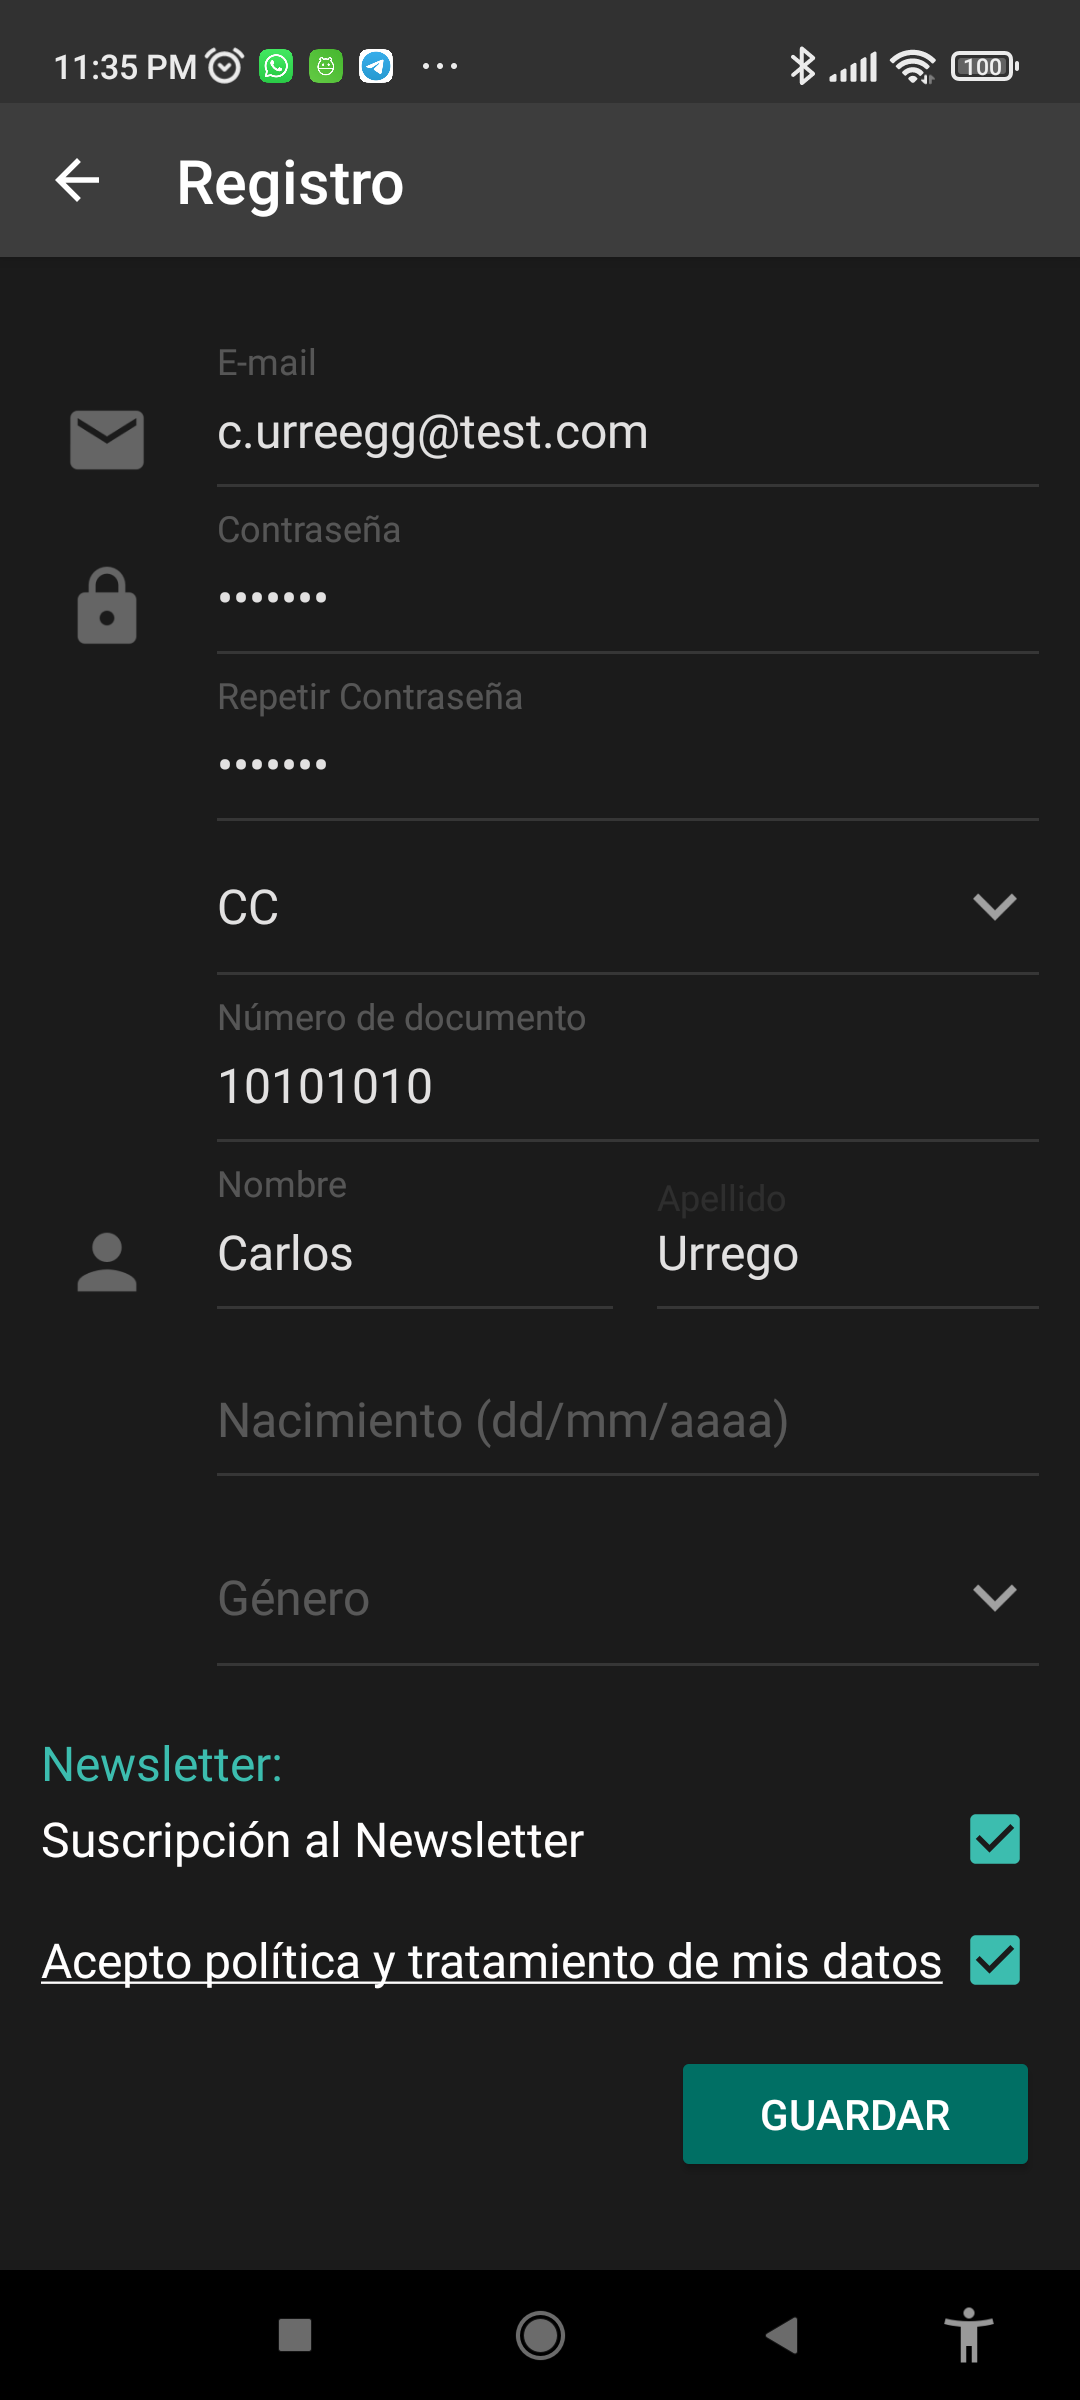 11:35 PM
100
Registro
E-mail
c.urreegg@test.com
Contraseña
•••••••
Repetir Contraseña
•••••••
CC
Número de documento
10101010
Nombre
Apellido
Carlos
Urrego
Nacimiento (dd/mm/aaaa)
Género
Newsletter:
Suscripción al Newsletter
Acepto política y tratamiento de mis datos
GUARDAR